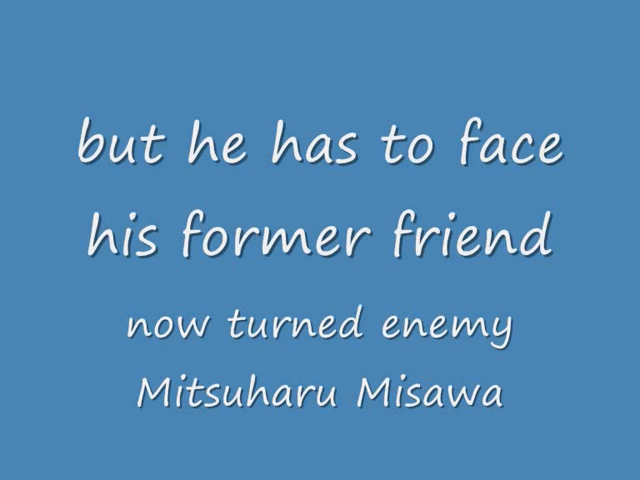 but he has to face
his former friend
now turned enemy
Mitsuharu Misawa